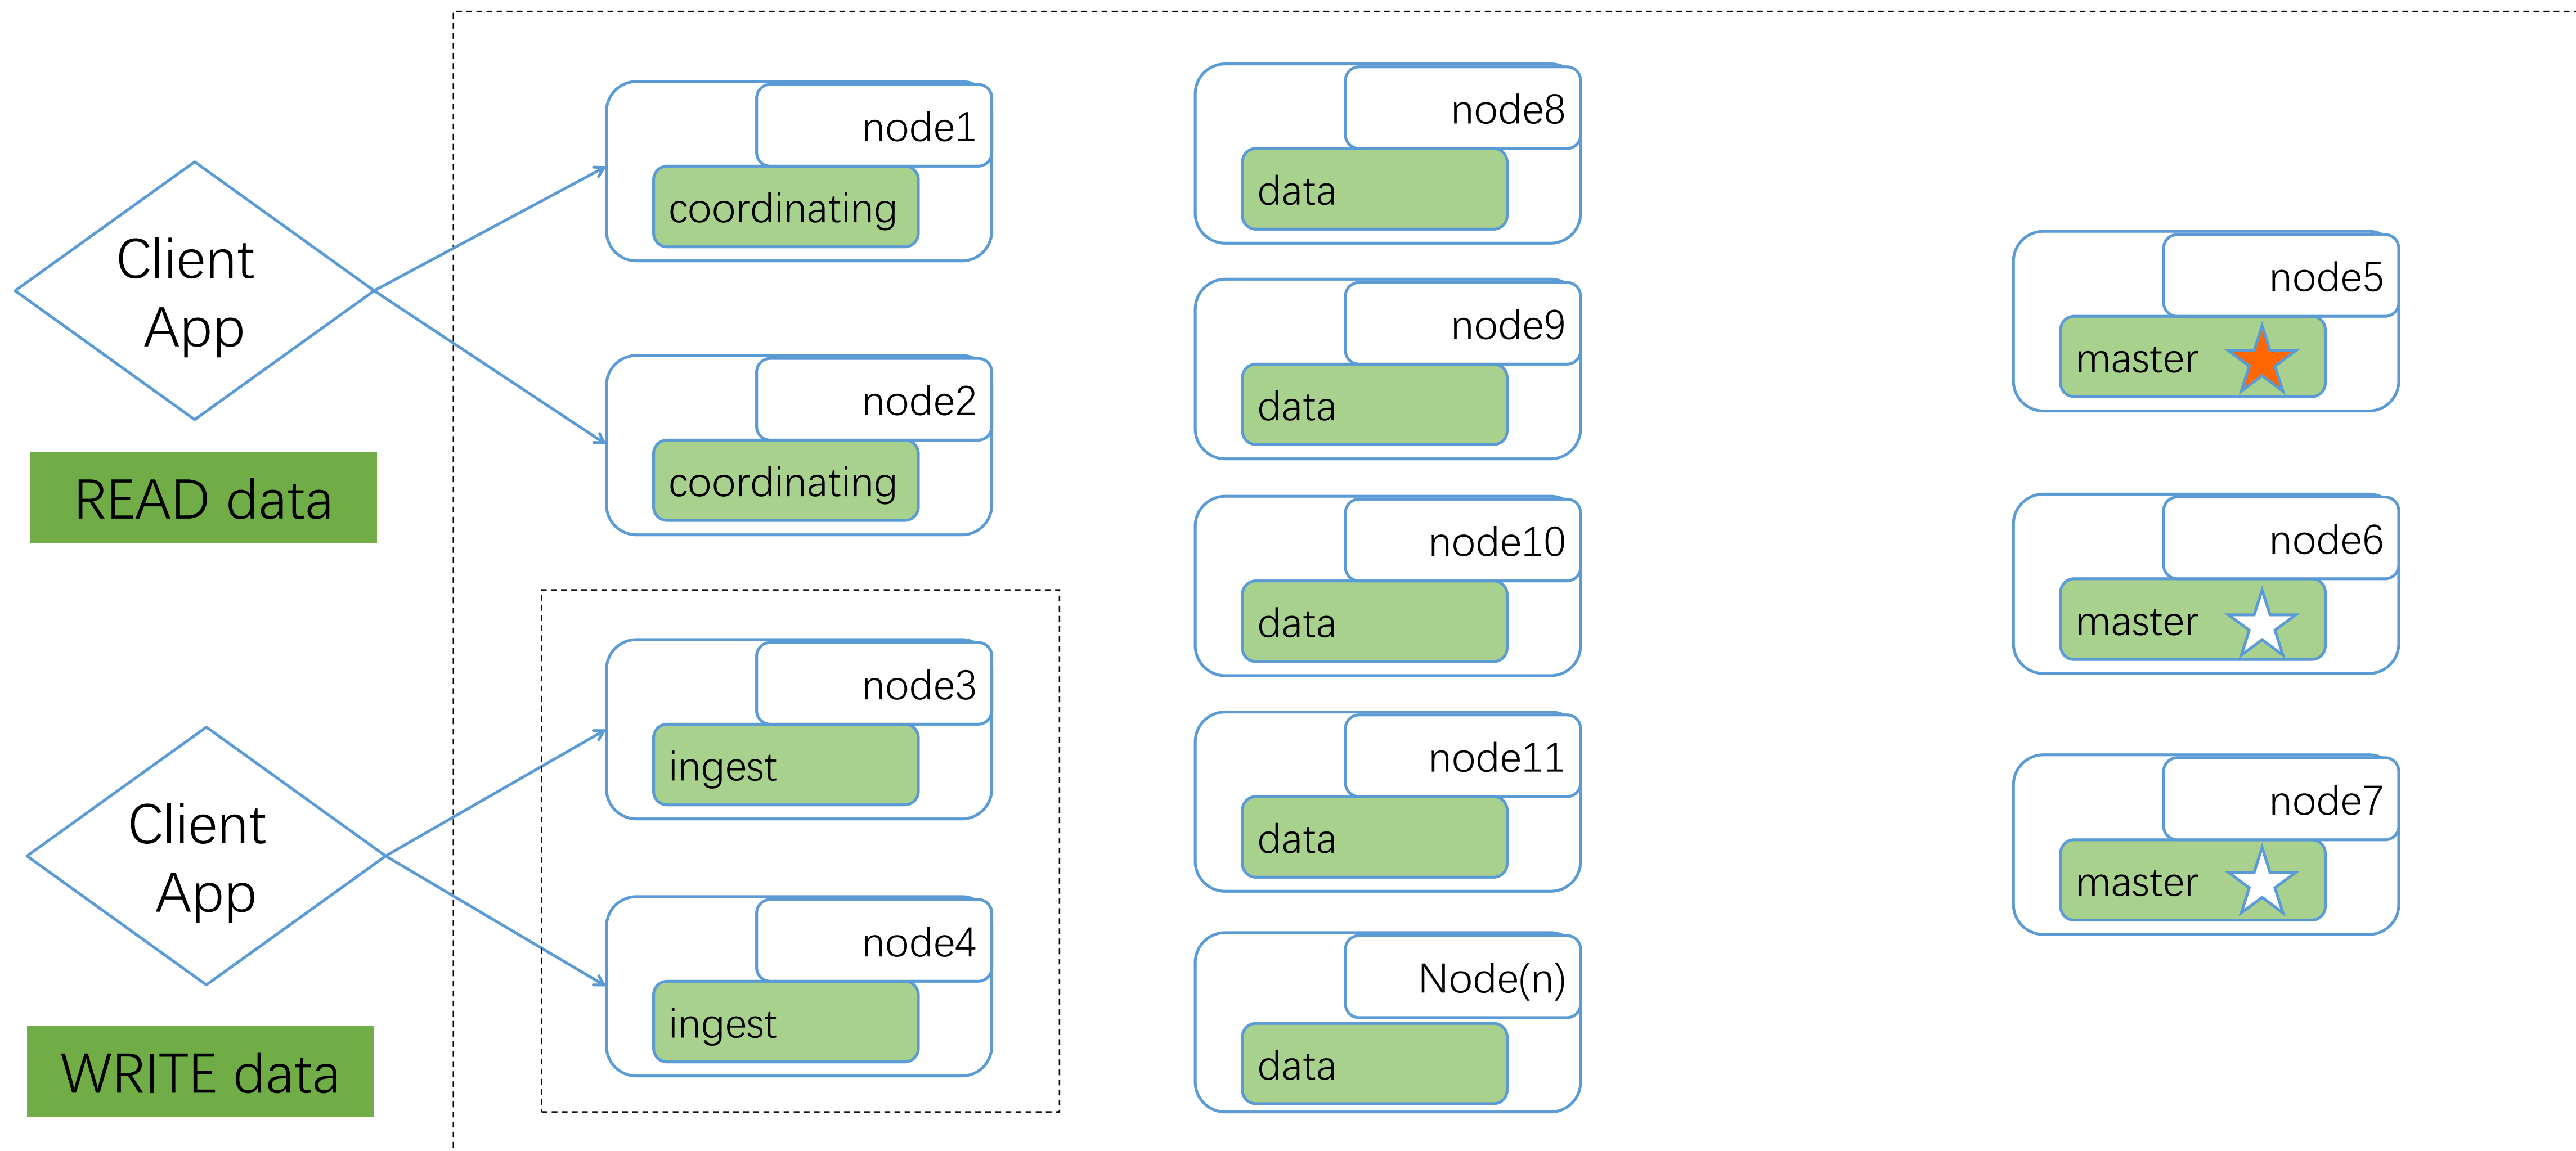 Client
App
READ data
Client
App
WRITE data
node1
coordinating
node2
coordinating
node3
ingest
node4
ingest
node8
data
node9
data
node10
data
node11
data
Node(n)
data
node5
master
node6
master
node7
master